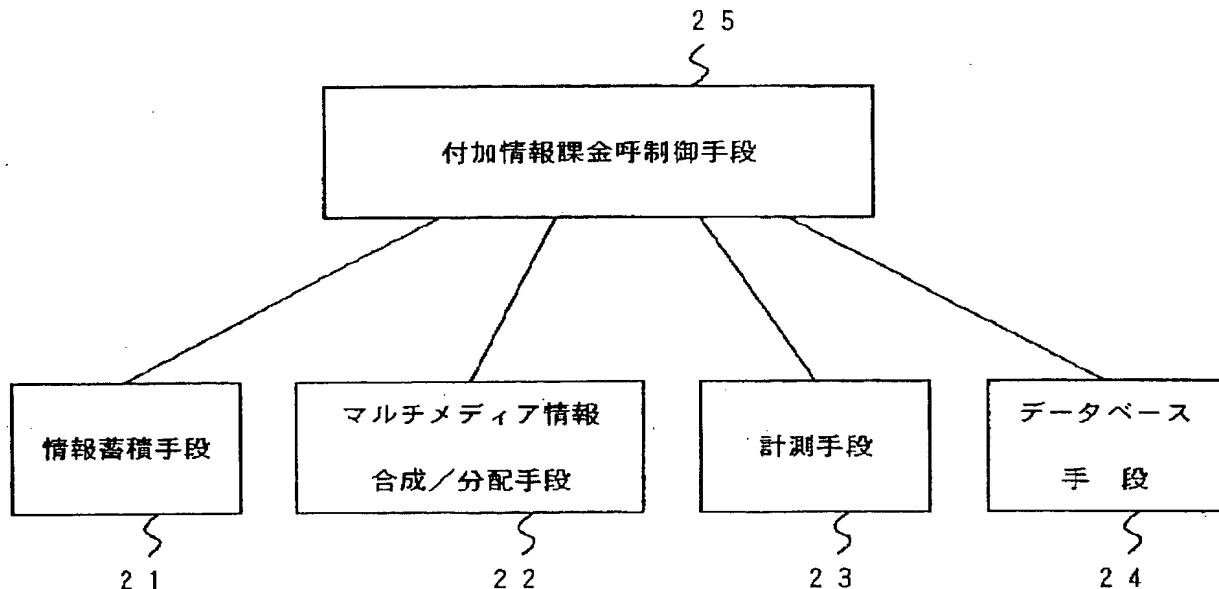 25
付加情報課金呼制御手段
情報蓄積手段
マルチメディア情報
合成／分配手段
計測手段
データベース
手 段
21
22
23
24